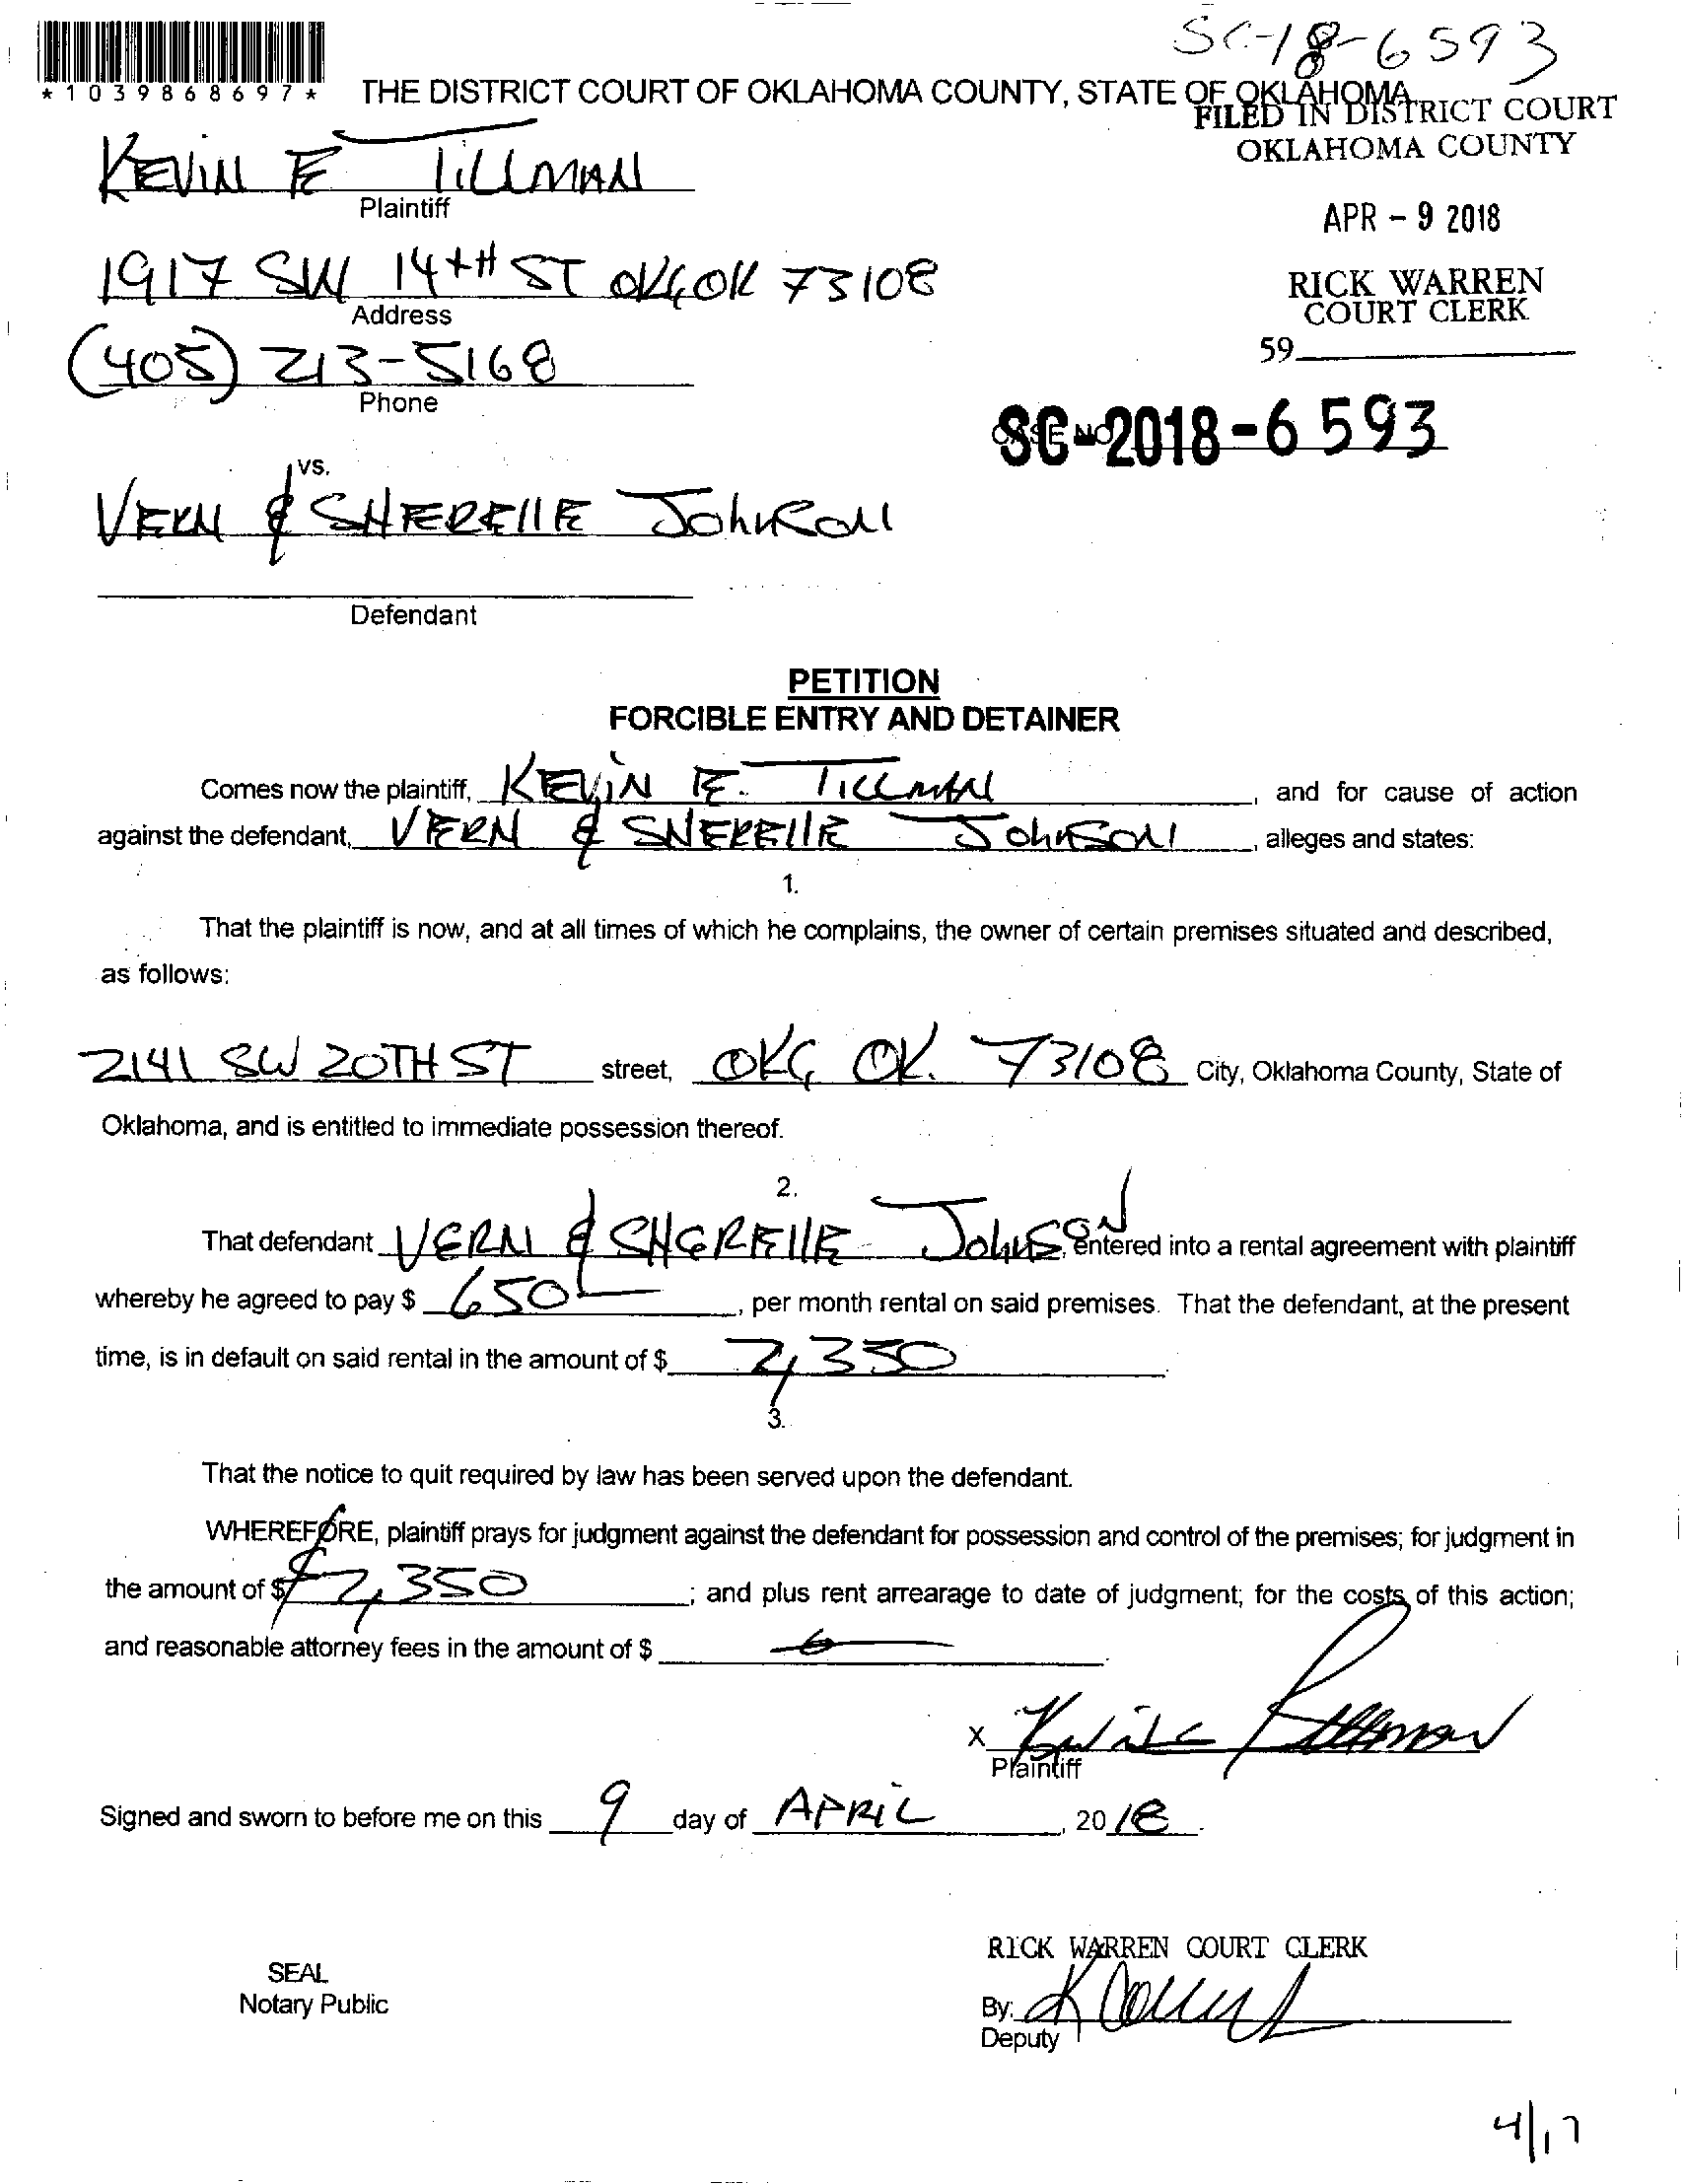 SC-18-6593
*1039868697*
THE DISTRICT COURT OF OKLAHOMA COUNTY, STATE OF OKLAHOMA
FILED IN DISTRICT COURT
OKLAHOMA COUNTY
KEVIN E TILLMAN
Plaintiff
APR - 9 2018
1917 SW 14TH ST OKC OK 73108
Address
RICK WARREN
COURT CLERK
(405) 213-5168
Phone
59
CASE NO
SC-2018-6593
vs.
VERN & SHERELLE JOHNSON
Defendant
PETITION
FORCIBLE ENTRY AND DETAINER
Comes now the plaintiff, KEVIN E. TILLMAN, and for cause of action
against the defendant, VERN & SHERELLE JOHNSON, alleges and states:
1.
That the plaintiff is now, and at all times of which he complains, the owner of certain premises situated and described,
as follows:
2141 SW 20TH ST street, OKC OK. 73108 City, Oklahoma County, State of
Oklahoma, and is entitled to immediate possession thereof.
2.
That defendant VERN & SHERELLE JOHNSON, entered into a rental agreement with plaintiff
whereby he agreed to pay $ 650, per month rental on said premises. That the defendant, at the present
time, is in default on said rental in the amount of $ 2,350.
3.
That the notice to quit required by law has been served upon the defendant.
WHEREFORE, plaintiff prays for judgment against the defendant for possession and control of the premises; for judgment in
the amount of $ $2,350; and plus rent arrearage to date of judgment; for the costs of this action;
and reasonable attorney fees in the amount of $ 0.
X
Plaintiff
Signed and sworn to before me on this 9 day of APRIL, 2018.
RICK WARREN COURT CLERK
SEAL
Notary Public
By:
Deputy
4/17